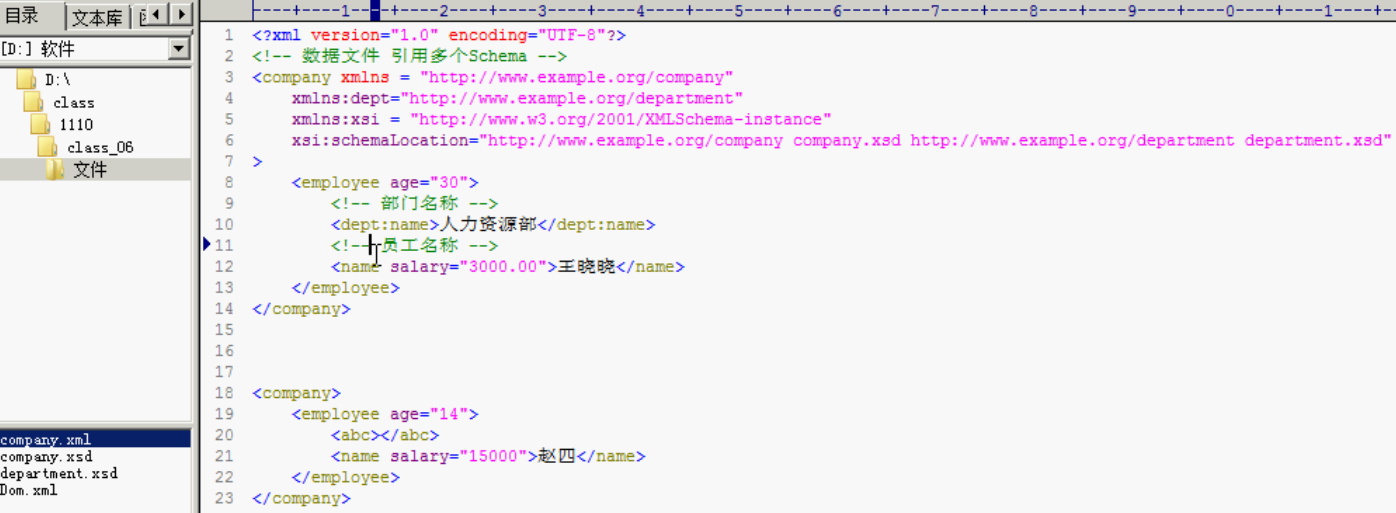 目录 文本库
[D:] 软件
D:\
class
1110
class_06
文件
company.xml
company.xsd
department.xsd
Dom.xml
----+----1--+----2----+----3----+----4----+----5----+----6----+----7----+----8----+----9----+----0----+----1----+-
1 <?xml version="1.0" encoding="UTF-8"?>
2 <!-- 数据文件 引用多个Schema -->
3 <company xmlns = "http://www.example.org/company"
4 xmlns:dept="http://www.example.org/department"
5 xmlns:xsi = "http://www.w3.org/2001/XMLSchema-instance"
6 xsi:schemaLocation="http://www.example.org/company company.xsd http://www.example.org/department department.xsd"
7 >
8 <employee age="30">
9 <!-- 部门名称 -->
10 <dept:name>人力资源部</dept:name>
11 <!-- 员工名称 -->
12 <name salary="3000.00">王晓晓</name>
13 </employee>
14 </company>
15
16
17
18 <company>
19 <employee age="14">
20 <abc></abc>
21 <name salary="15000">赵四</name>
22 </employee>
23 </company>